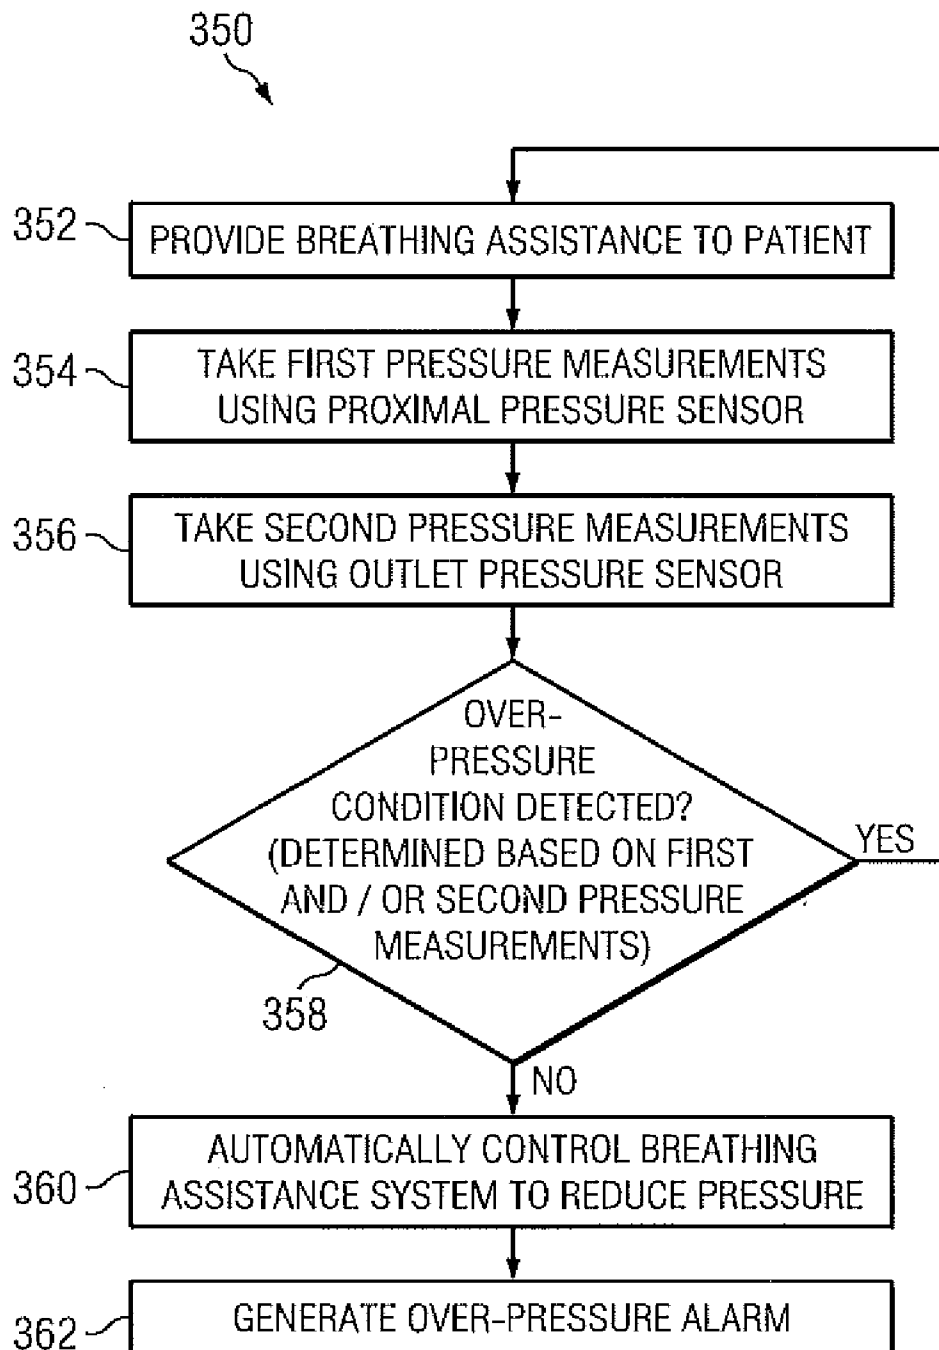 350
352
PROVIDE BREATHING ASSISTANCE TO PATIENT
354
TAKE FIRST PRESSURE MEASUREMENTS
USING PROXIMAL PRESSURE SENSOR
356
TAKE SECOND PRESSURE MEASUREMENTS
USING OUTLET PRESSURE SENSOR
OVER-
PRESSURE
CONDITION DETECTED?
(DETERMINED BASED ON FIRST
AND / OR SECOND PRESSURE
MEASUREMENTS)
YES
358
NO
360
AUTOMATICALLY CONTROL BREATHING
ASSISTANCE SYSTEM TO REDUCE PRESSURE
362
GENERATE OVER-PRESSURE ALARM